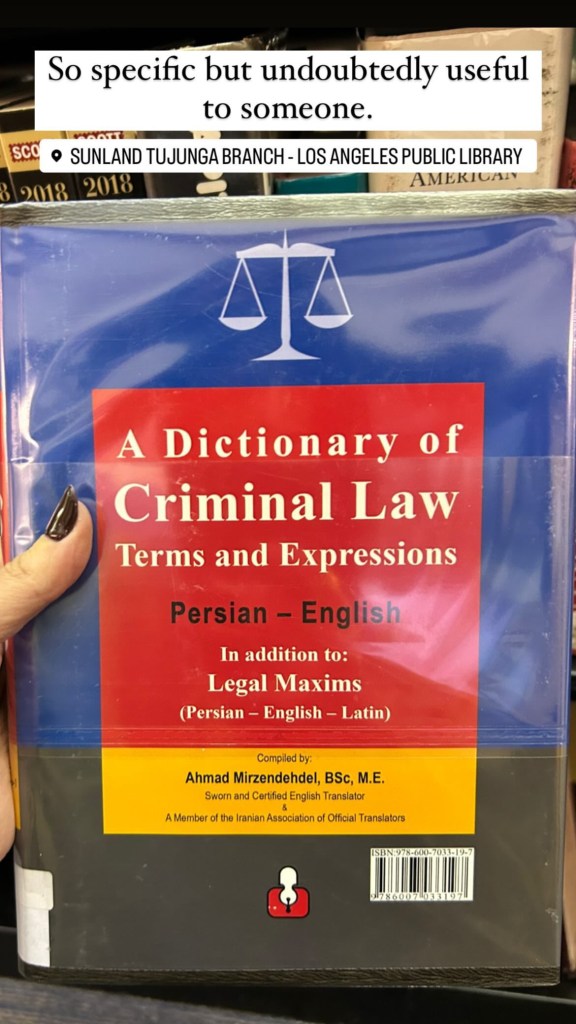 So specific but undoubtedly useful
to someone.
SUNLAND TUJUNGA BRANCH - LOS ANGELES PUBLIC LIBRARY
SCOTT
2018
2018
AMERICAN
A Dictionary of
Criminal Law
Terms and Expressions
Persian – English
In addition to:
Legal Maxims
(Persian – English – Latin)
Compiled by:
Ahmad Mirzendehdel, BSc, M.E.
Sworn and Certified English Translator
&
A Member of the Iranian Association of Official Translators
ISBN:978-600-7033-19-7
9786007033197